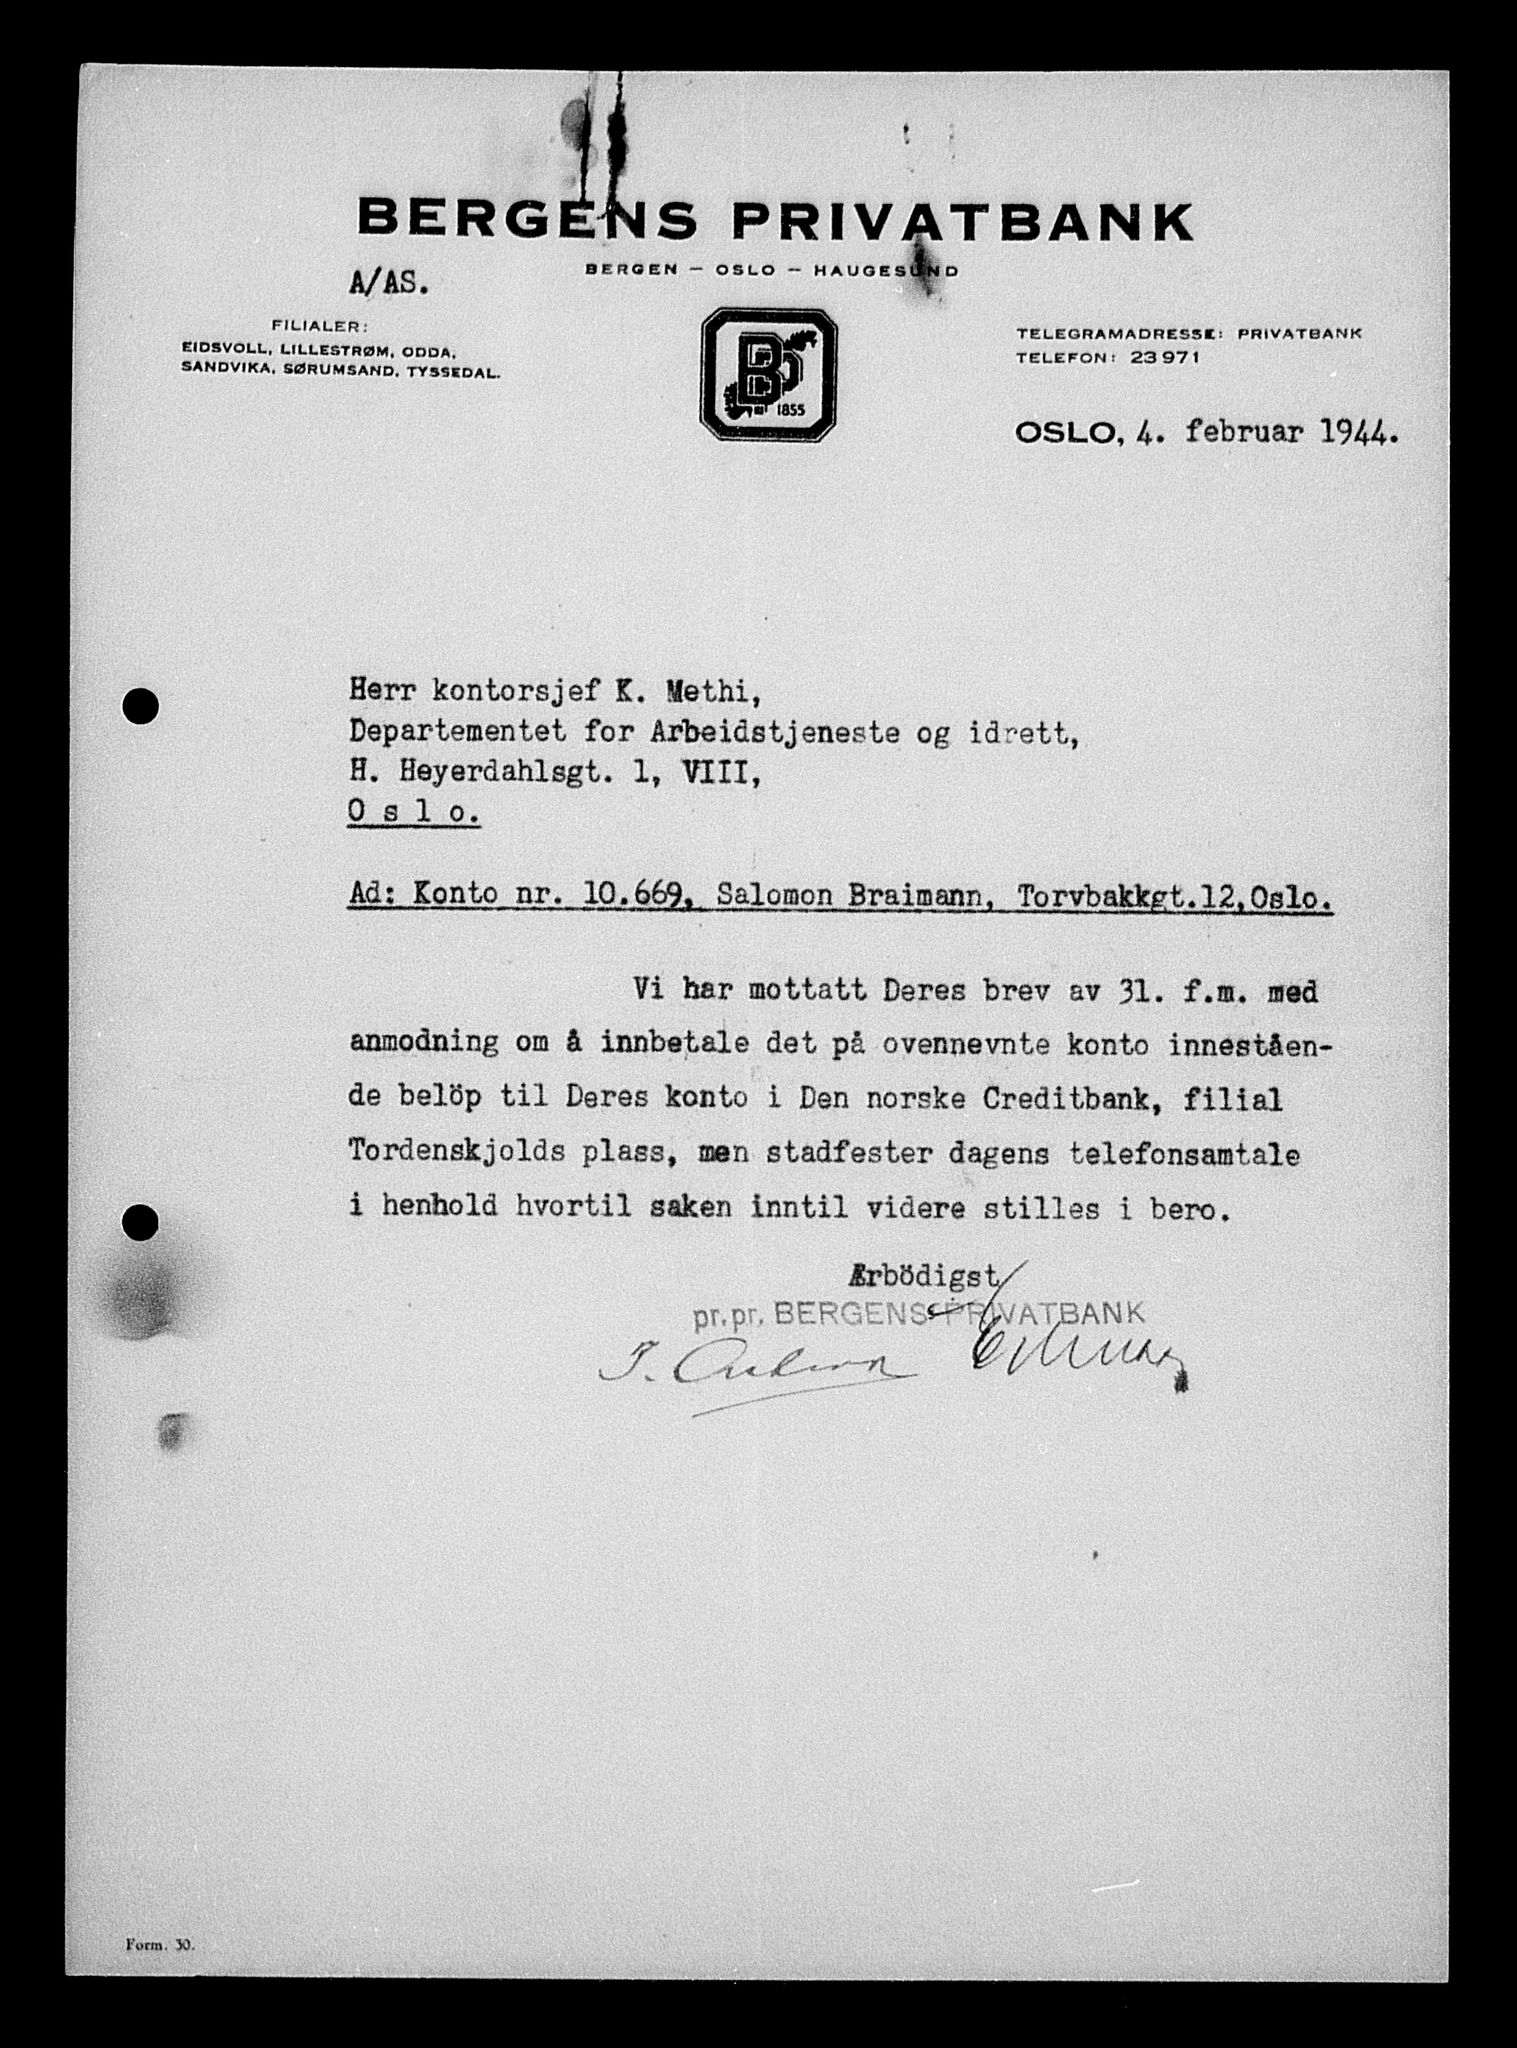 BERGENS PRIVATBANK
BERGEN – OSLO – HAUGESUND
A/AS.
FILIALER:
EIDSVOLL, LILLESTRØM, ODDA,
SANDVIKA, SØRUMSAND, TYSSEDAL.
B P 1855
TELEGRAMADRESSE: PRIVATBANK
TELEFON: 23971
OSLO, 4. februar 1944.
Herr kontorsjef K. Methi,
Departementet for Arbeidstjeneste og idrett,
H. Heyerdahlsgt. 1, VIII,
O s l o.
Ad: Konto nr. 10.669, Salomon Braimann, Torvbakkgt.12,Oslo.
Vi har mottatt Deres brev av 31. f.m. med
anmodning om å innbetale det på ovennevnte konto inneståen-
de belöp til Deres konto i Den norske Creditbank, filial
Tordenskjolds plass, men stadfester dagens telefonsamtale
i henhold hvortil saken inntil videre stilles i bero.
Ærbödigst
pr.pr. BERGENS PRIVATBANK
Form. 30.